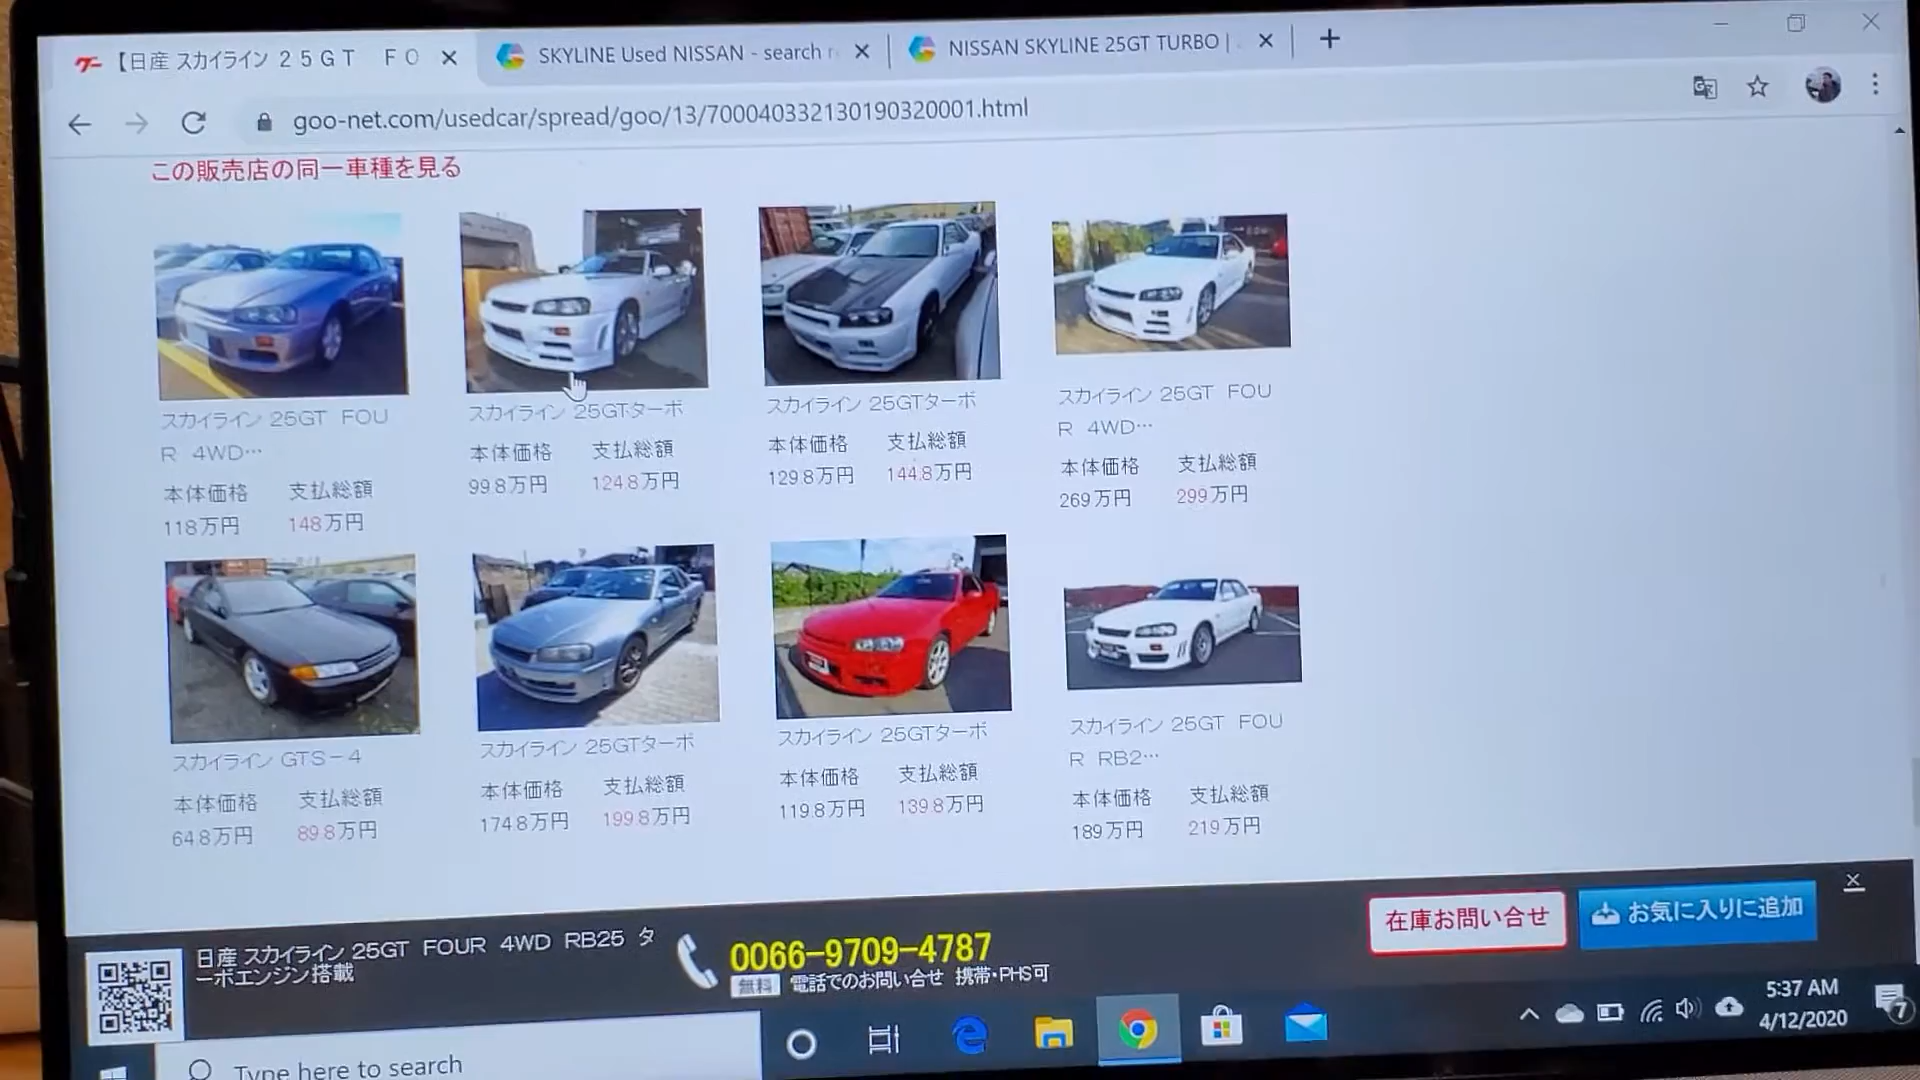 【日産 スカイライン 25GT FO
SKYLINE Used NISSAN - search r
NISSAN SKYLINE 25GT TURBO |
goo-net.com/usedcar/spread/goo/13/700040332130190320001.html
この販売店の同一車種を見る
スカイライン 25GT FOU
R 4WD…
本体価格 支払総額
118万円 148万円
スカイライン 25GTターボ
本体価格 支払総額
99.8万円 124.8万円
スカイライン 25GTターボ
本体価格 支払総額
129.8万円 144.8万円
スカイライン 25GT FOU
R 4WD…
本体価格 支払総額
269万円 299万円
スカイライン GTS-4
本体価格 支払総額
64.8万円 89.8万円
スカイライン 25GTターボ
本体価格 支払総額
174.8万円 199.8万円
スカイライン 25GTターボ
本体価格 支払総額
119.8万円 139.8万円
スカイライン 25GT FOU
R RB2…
本体価格 支払総額
189万円 219万円
日産 スカイライン 25GT FOUR 4WD RB25 タ
ーボエンジン搭載
0066-9709-4787
無料 電話でのお問い合せ 携帯・PHS可
在庫お問い合せ
お気に入りに追加
Type here to search
5:37 AM
4/12/2020
7